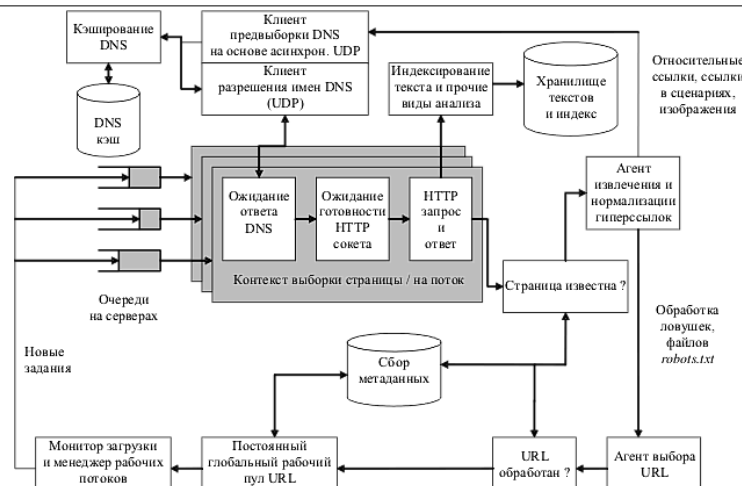 Кэширование
DNS
Клиент
предвыборки DNS
на основе асинхрон. UDP
Клиент
разрешения имен DNS
(UDP)
DNS
кэш
Индексирование
текста и прочие
виды анализа
Хранилище
текстов
и индекс
Относительные
ссылки, ссылки
в сценариях,
изображения
Агент
извлечения и
нормализации
гиперссылок
Ожидание
ответа
DNS
Ожидание
готовности
HTTP
сокета
HTTP
запрос
и
ответ
Контекст выборки страницы / на поток
Страница известна ?
Очереди
на серверах
Новые
задания
Обработка
ловушек,
файлов
robots.txt
Сбор
метаданных
Монитор загрузки
и менеджер рабочих
потоков
Постоянный
глобальный рабочий
пул URL
URL
обработан ?
Агент выбора
URL